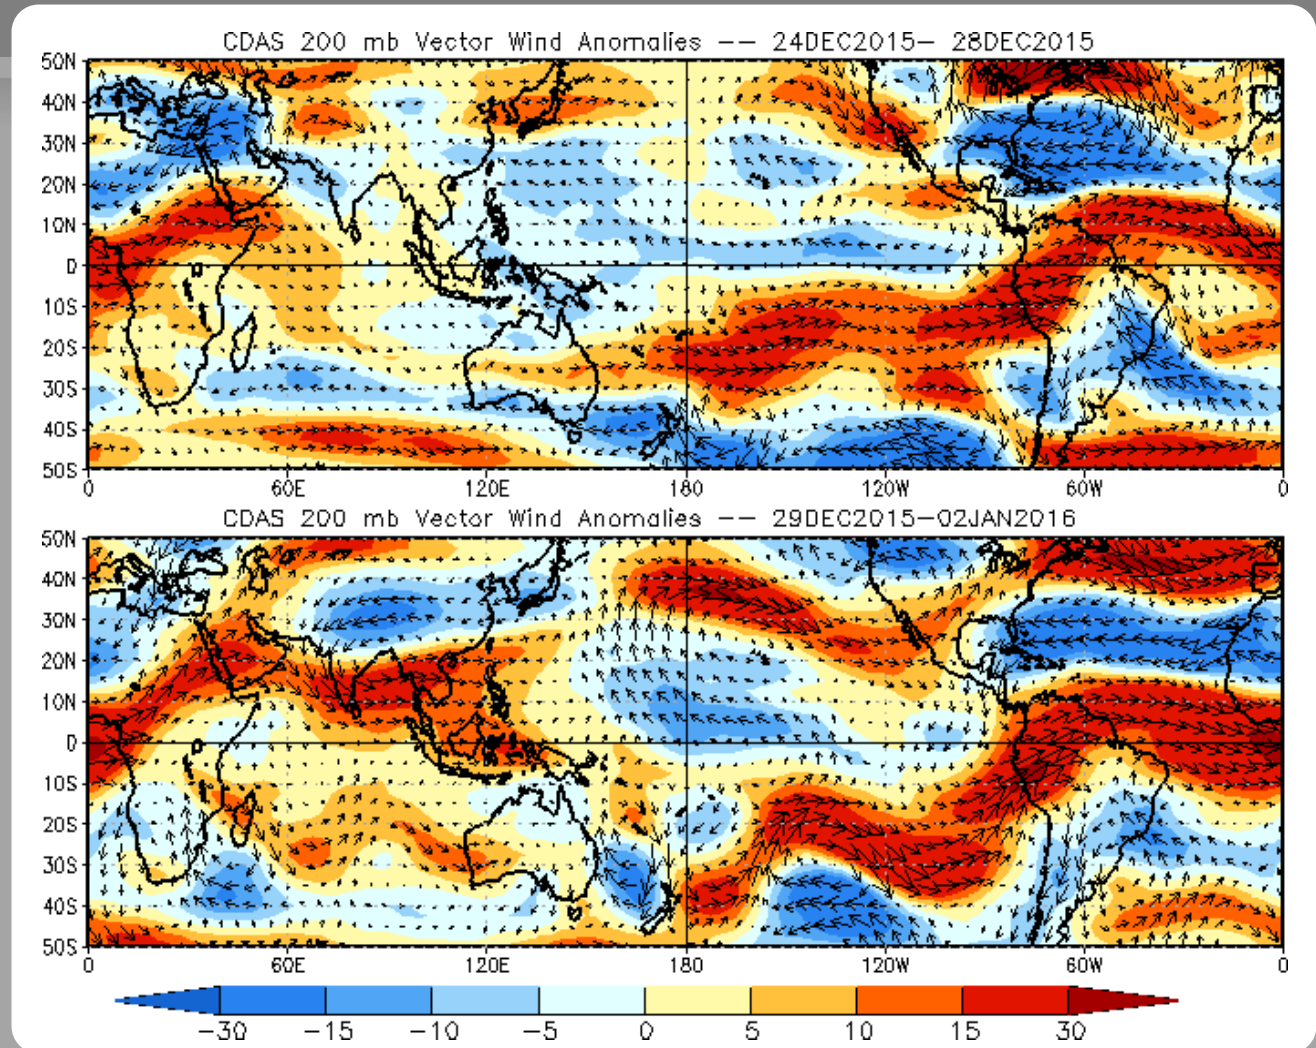 CDAS 200 mb Vector Wind Anomalies -- 24DEC2015- 28DEC2015
50N
40N
30N
20N
10N
0
10S
20S
30S
40S
50S
0 60E 120E 180 120W 60W 0
CDAS 200 mb Vector Wind Anomalies -- 29DEC2015-02JAN2016
50N
40N
30N
20N
10N
0
10S
20S
30S
40S
50S
0 60E 120E 180 120W 60W 0
-30 -15 -10 -5 0 5 10 15 30